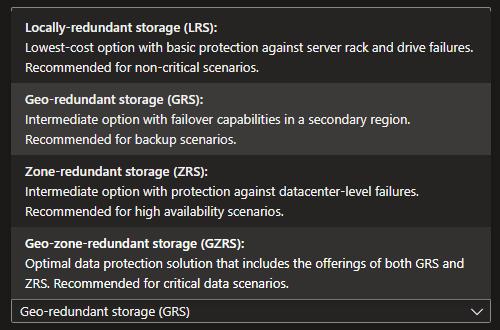 Locally-redundant storage (LRS):
Lowest-cost option with basic protection against server rack and drive failures.
Recommended for non-critical scenarios.
Geo-redundant storage (GRS):
Intermediate option with failover capabilities in a secondary region.
Recommended for backup scenarios.
Zone-redundant storage (ZRS):
Intermediate option with protection against datacenter-level failures.
Recommended for high availability scenarios.
Geo-zone-redundant storage (GZRS):
Optimal data protection solution that includes the offerings of both GRS and
ZRS. Recommended for critical data scenarios.
Geo-redundant storage (GRS)